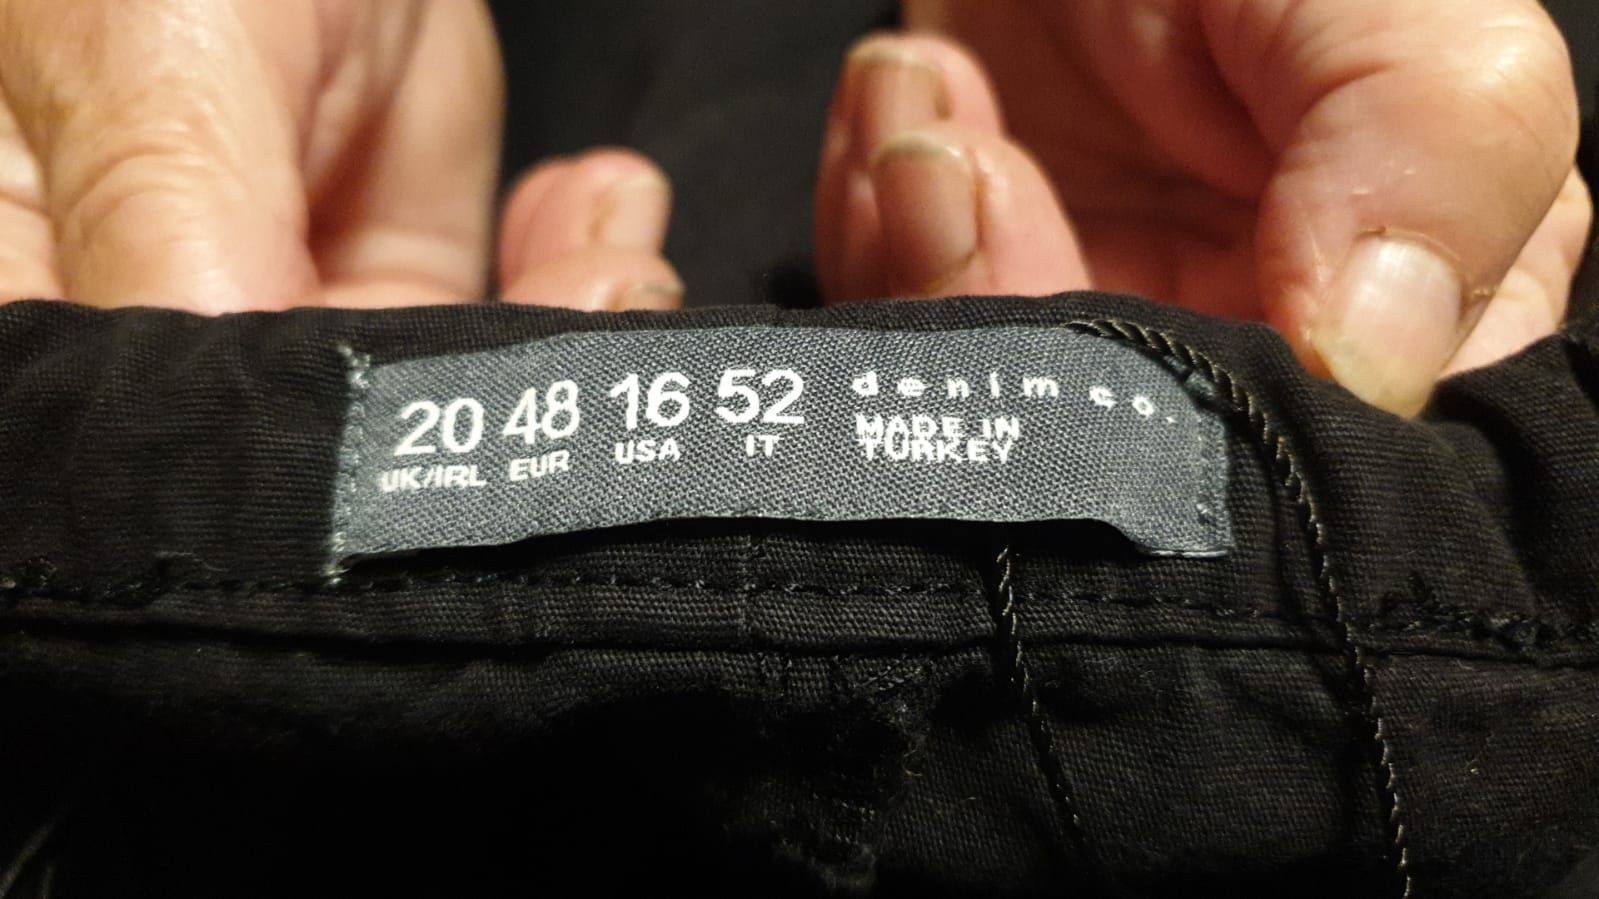 20 48 16 52 denim co.
UK/IRL EUR USA IT
MADE IN
TURKEY